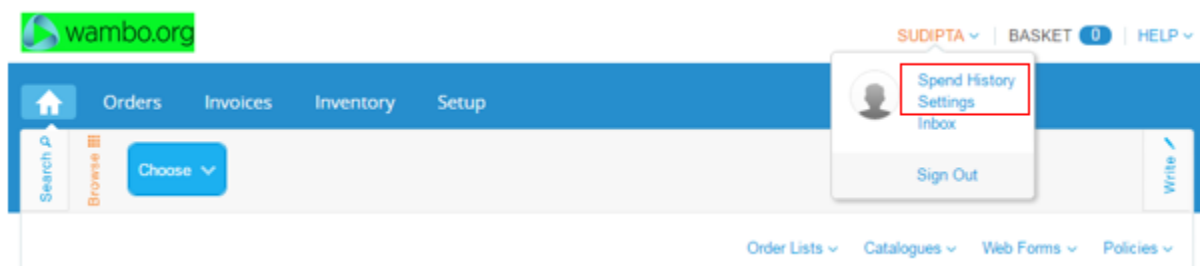 wambo.org
SUDIPTA BASKET 0 HELP
Spend History
Orders Invoices Inventory Setup Settings
Inbox
Search Browse Choose Write
Sign Out
Order Lists Catalogues Web Forms Policies